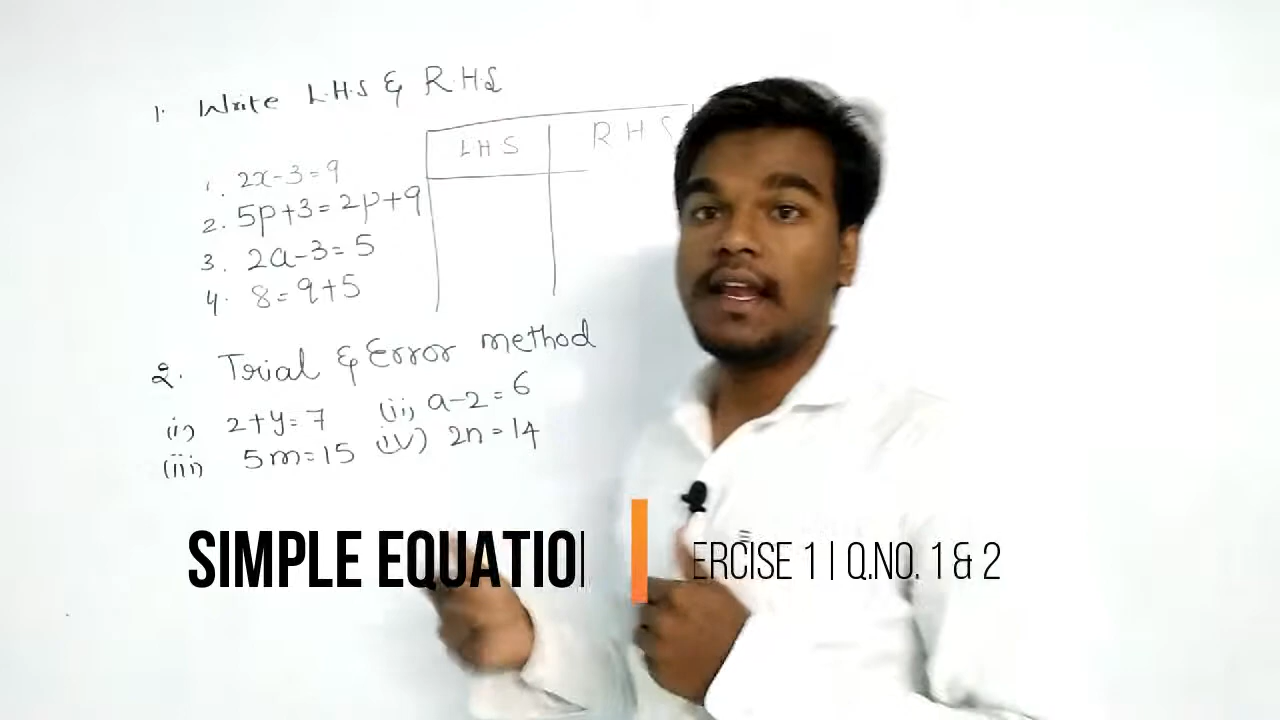 1. Write L.H.S & R.H.S
LHS RHS
1. 2x-3=9
2. 5p+3=2p+9
3. 2a-3=5
4. 8=q+5
2. Trial & Error method
(i) 2+y=7 (ii) a-2=6
(iii) 5m=15 (iv) 2n=14
SIMPLE EQUATIO
ERCISE 1 | Q.NO. 1 & 2